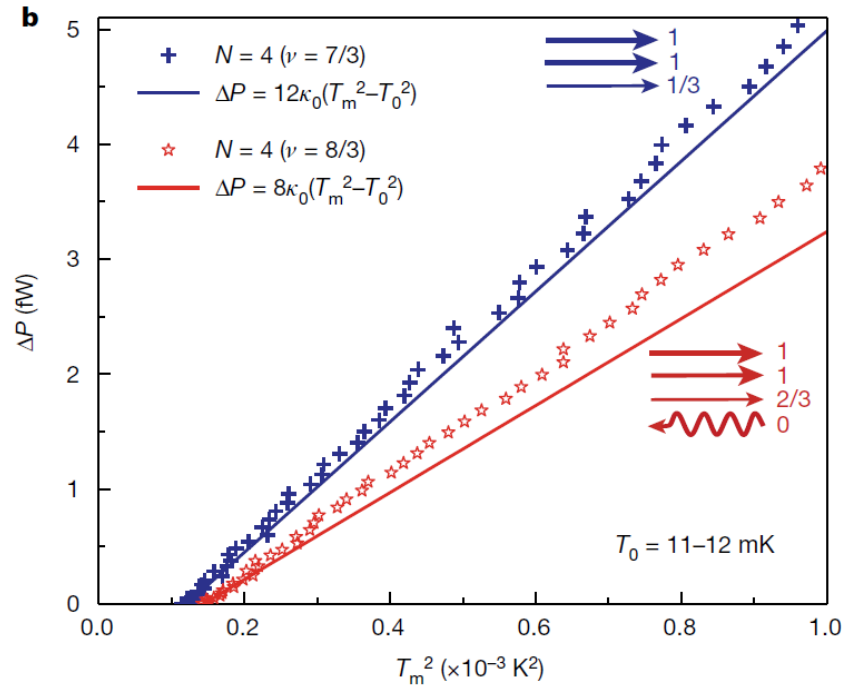 b
N = 4 (ν = 7/3)
ΔP = 12κ₀(Tₘ²–T₀²)
N = 4 (ν = 8/3)
ΔP = 8κ₀(Tₘ²–T₀²)
1
1
1/3
1
1
2/3
0
T₀ = 11–12 mK
5
4
3
2
1
0
ΔP (fW)
0.0
0.2
0.4
0.6
0.8
1.0
Tₘ² (×10⁻³ K²)